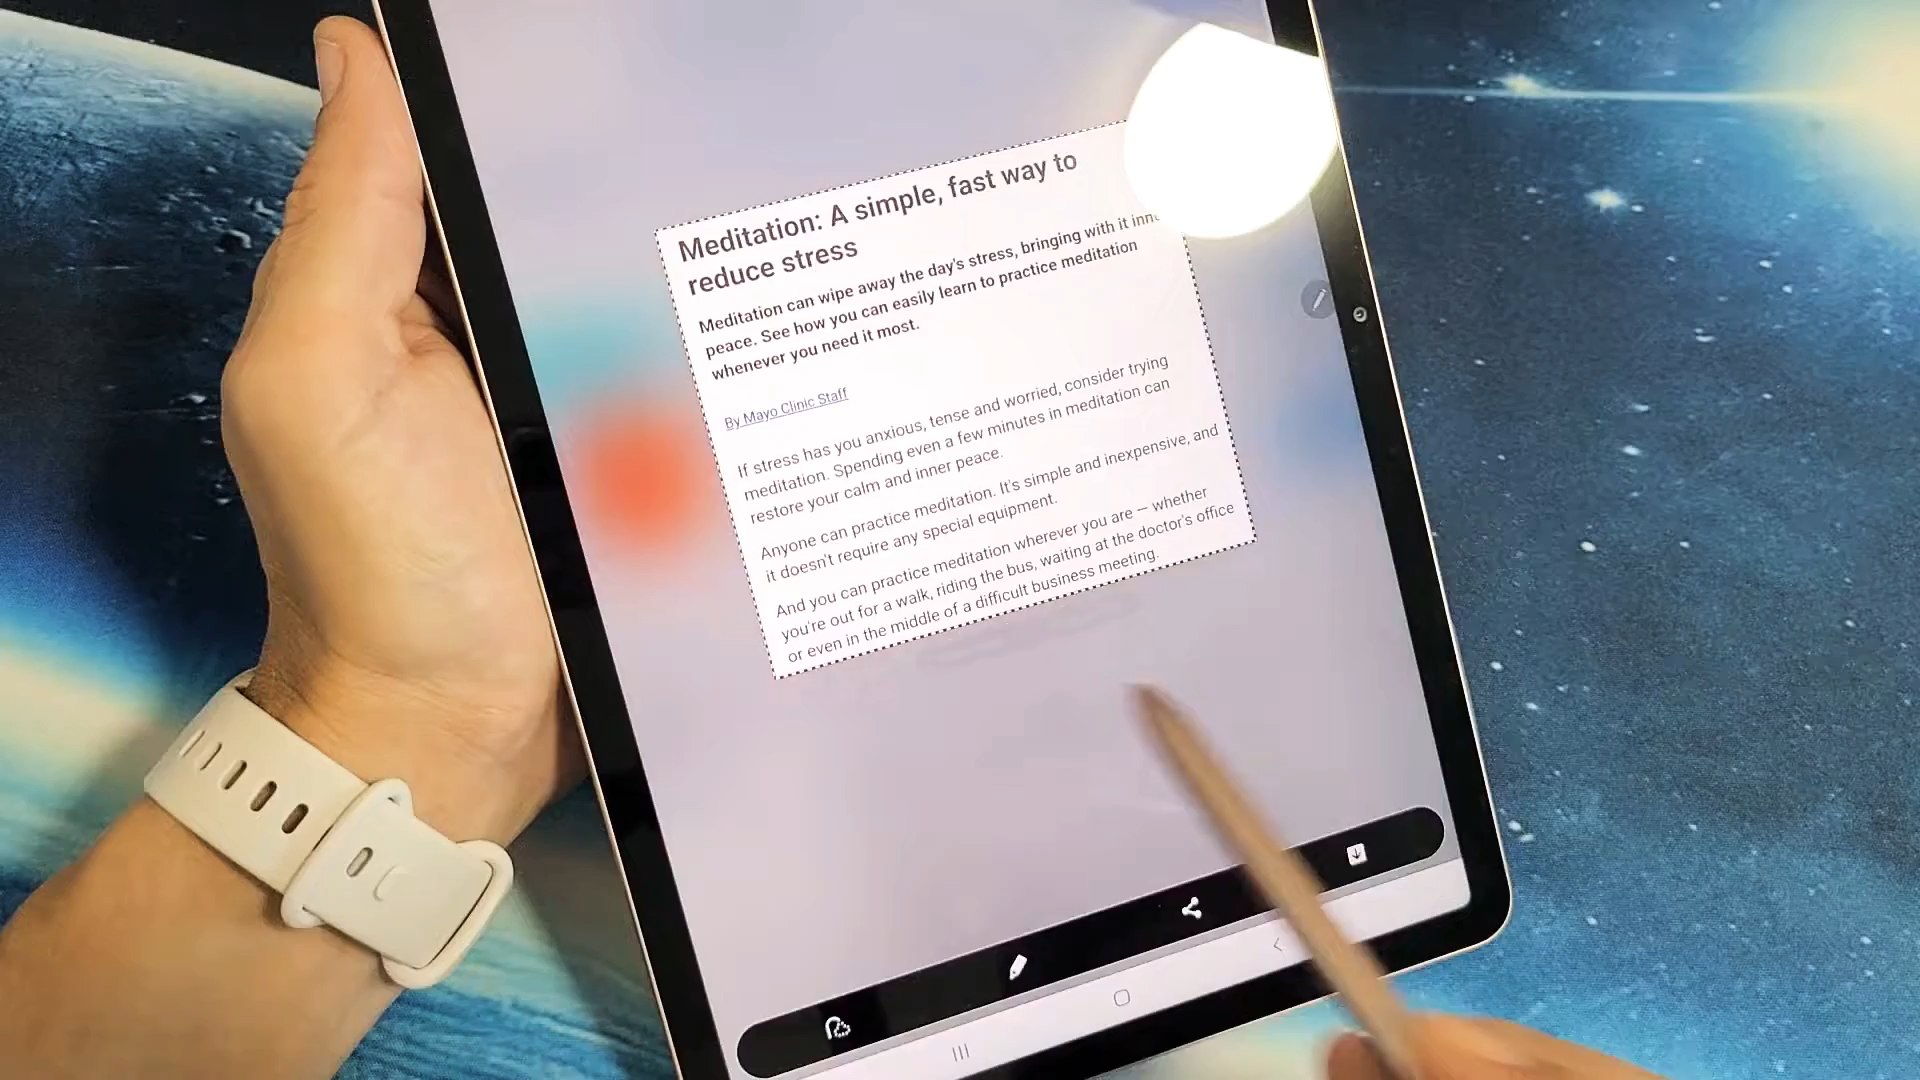 Meditation: A simple, fast way to
reduce stress
Meditation can wipe away the day's stress, bringing with it
peace. See how you can easily learn to practice meditation
whenever you need it most.
By Mayo Clinic Staff
If stress has you anxious, tense and worried, consider trying
meditation. Spending even a few minutes in meditation can
restore your calm and inner peace.
Anyone can practice meditation. It's simple and inexpensive, and
it doesn't require any special equipment.
And you can practice meditation wherever you are — whether
you're out for a walk, riding the bus, waiting at the doctor's office
or even in the middle of a difficult business meeting.